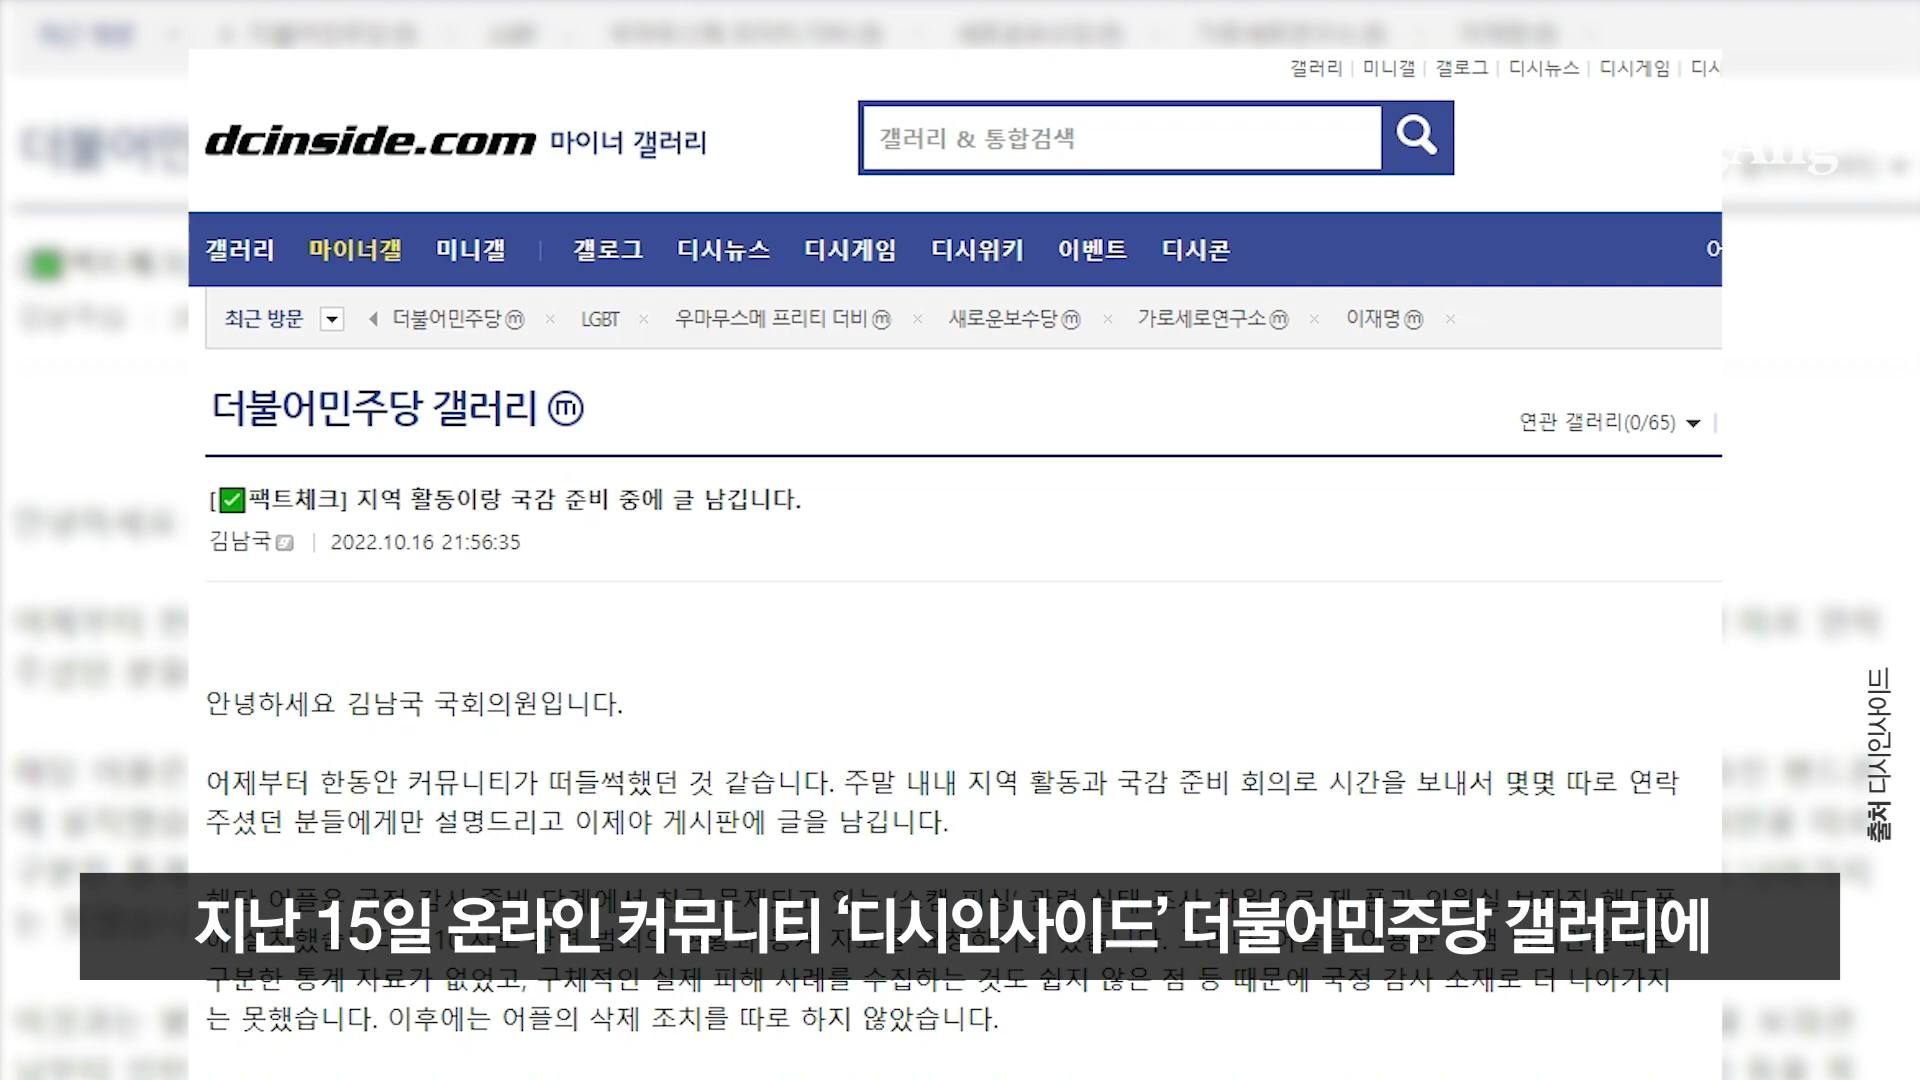 갤러리 | 미니갤 | 갤로그 | 디시뉴스 | 디시게임 | 디시
dcinside.com 마이너 갤러리
갤러리 & 통합검색
갤러리 마이너갤 미니갤 | 갤로그 디시뉴스 디시게임 디시위키 이벤트 디시콘
최근 방문 더불어민주당ⓜ × LGBT × 우마무스메 프리티 더비ⓜ × 새로운보수당ⓜ × 가로세로연구소ⓜ × 이재명ⓜ ×
더불어민주당 갤러리 ⓜ
연관 갤러리(0/65)
[✅팩트체크] 지역 활동이랑 국감 준비 중에 글 남깁니다.
김남국 | 2022.10.16 21:56:35
안녕하세요 김남국 국회의원입니다.
어제부터 한동안 커뮤니티가 떠들썩했던 것 같습니다. 주말 내내 지역 활동과 국감 준비 회의로 시간을 보내서 몇몇 따로 연락
주셨던 분들에게만 설명드리고 이제야 게시판에 글을 남깁니다.
지난 15일 온라인 커뮤니티 ‘디시인사이드’ 더불어민주당 갤러리에
구분한 통계 자료가 없었고, 구체적인 실제 피해 사례를 수집하는 것도 쉽지 않은 점 등 때문에 국정 감사 소재로 더 나아가지
는 못했습니다. 이후에는 어플의 삭제 조치를 따로 하지 않았습니다.
출처 디시인사이드